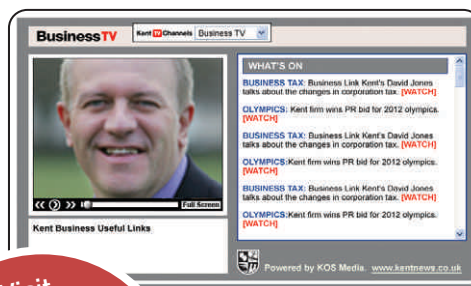 BusinessTV
Kent TV Channels Business TV
WHAT'S ON
BUSINESS TAX: Business Link Kent's David Jones
talks about the changes in corporation tax. [WATCH]
OLYMPICS: Kent firm wins PR bid for 2012 olympics.
[WATCH]
BUSINESS TAX: Business Link Kent's David Jones
talks about the changes in corporation tax. [WATCH]
OLYMPICS:Kent firm wins PR bid for 2012 olympics.
[WATCH]
BUSINESS TAX: Business Link Kent's David Jones
talks about the changes in corporation tax. [WATCH]
OLYMPICS:Kent firm wins PR bid for 2012 olympics.
[WATCH]
Full Screen
Kent Business Useful Links
Powered by KOS Media. www.kentnews.co.uk
visit